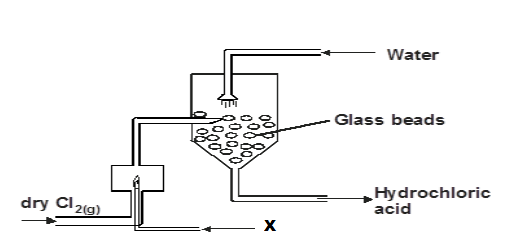 Water
Glass beads
Hydrochloric
acid
dry Cl2(g)
X